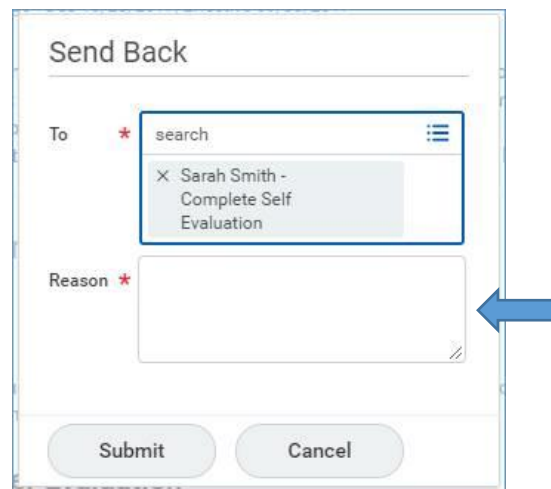 Send Back
To * search
× Sarah Smith -
Complete Self
Evaluation
Reason *
Submit Cancel